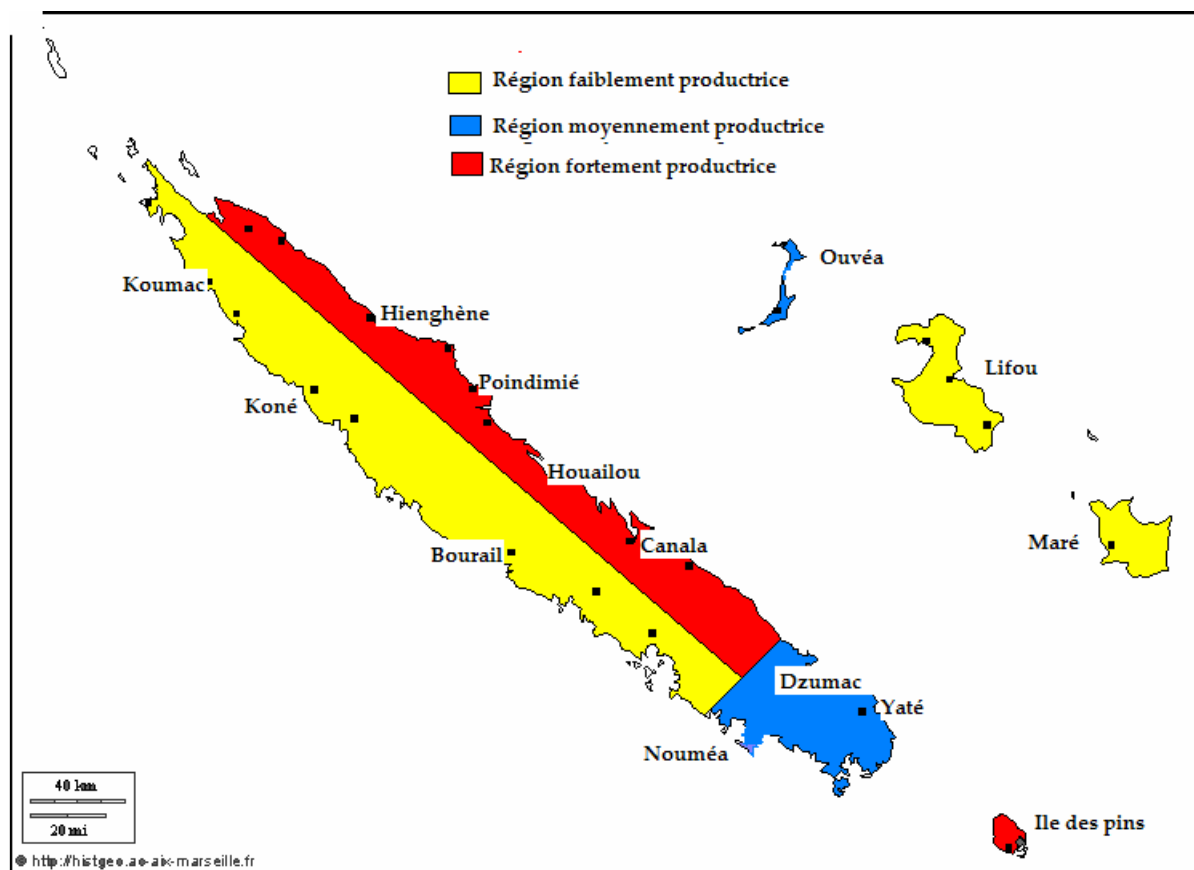 Région faiblement productrice
Région moyennement productrice
Région fortement productrice
Ouvéa
Koumac
Hienghène
Lifou
Poindimié
Koné
Houailou
Maré
Canala
Bourail
Dzumac
Yaté
Nouméa
40 km
20 mi
Ile des pins
http://histgeo.ac-aix-marseille.fr